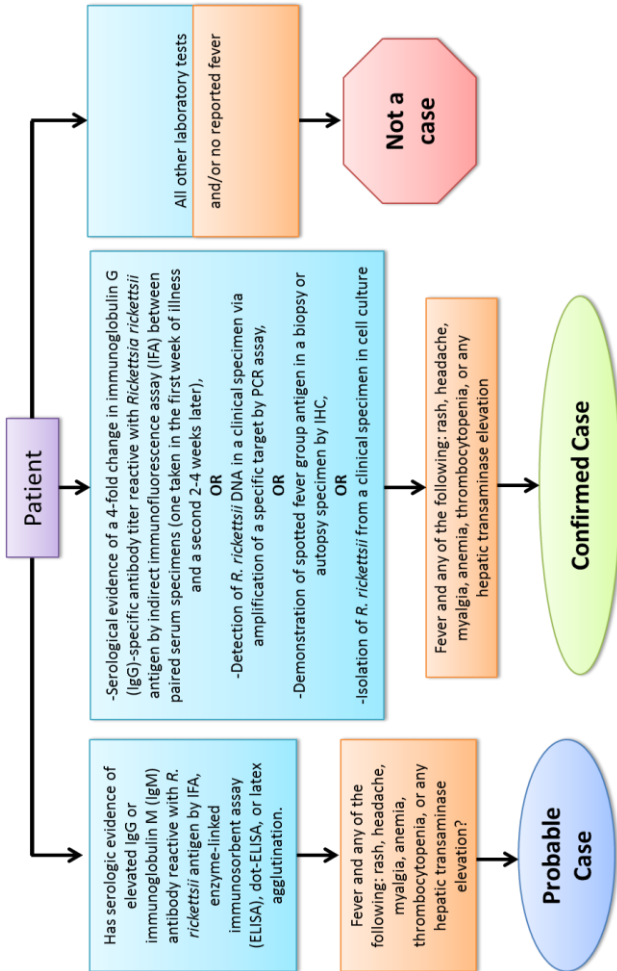 Patient
Has serologic evidence of
elevated IgG or
immunoglobulin M (IgM)
antibody reactive with R.
rickettsii antigen by IFA,
enzyme-linked
immunosorbent assay
(ELISA), dot-ELISA, or latex
agglutination.
Fever and any of the
following: rash, headache,
myalgia, anemia,
thrombocytopenia, or any
hepatic transaminase
elevation?
Probable
Case
-Serological evidence of a 4-fold change in immunoglobulin G
(IgG)-specific antibody titer reactive with Rickettsia rickettsii
antigen by indirect immunofluorescence assay (IFA) between
paired serum specimens (one taken in the first week of illness
and a second 2-4 weeks later),
OR
-Detection of R. rickettsii DNA in a clinical specimen via
amplification of a specific target by PCR assay,
OR
-Demonstration of spotted fever group antigen in a biopsy or
autopsy specimen by IHC,
OR
-Isolation of R. rickettsii from a clinical specimen in cell culture
Fever and any of the following: rash, headache,
myalgia, anemia, thrombocytopenia, or any
hepatic transaminase elevation
Confirmed Case
All other laboratory tests
and/or no reported fever
Not a
case